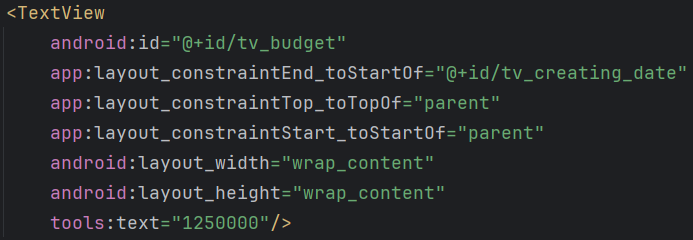 <TextView
android:id="@+id/tv_budget"
app:layout_constraintEnd_toStartOf="@+id/tv_creating_date"
app:layout_constraintTop_toTopOf="parent"
app:layout_constraintStart_toStartOf="parent"
android:layout_width="wrap_content"
android:layout_height="wrap_content"
tools:text="1250000"/>